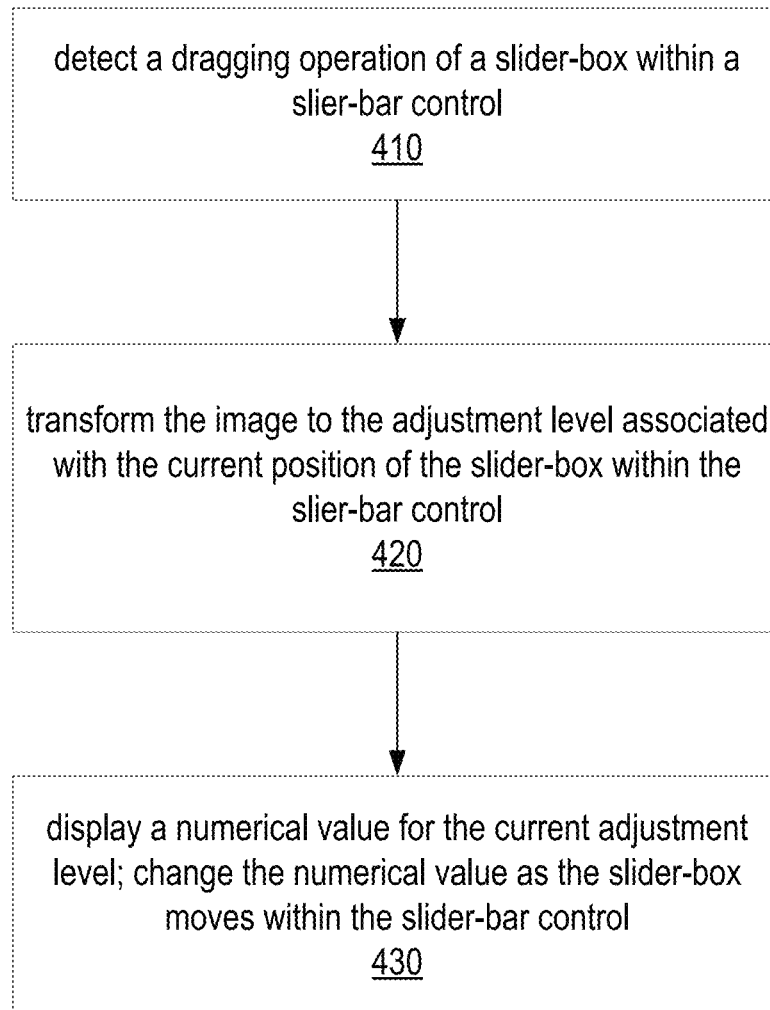 detect a dragging operation of a slider-box within a
slier-bar control
410
transform the image to the adjustment level associated
with the current position of the slider-box within the
slier-bar control
420
display a numerical value for the current adjustment
level; change the numerical value as the slider-box
moves within the slider-bar control
430